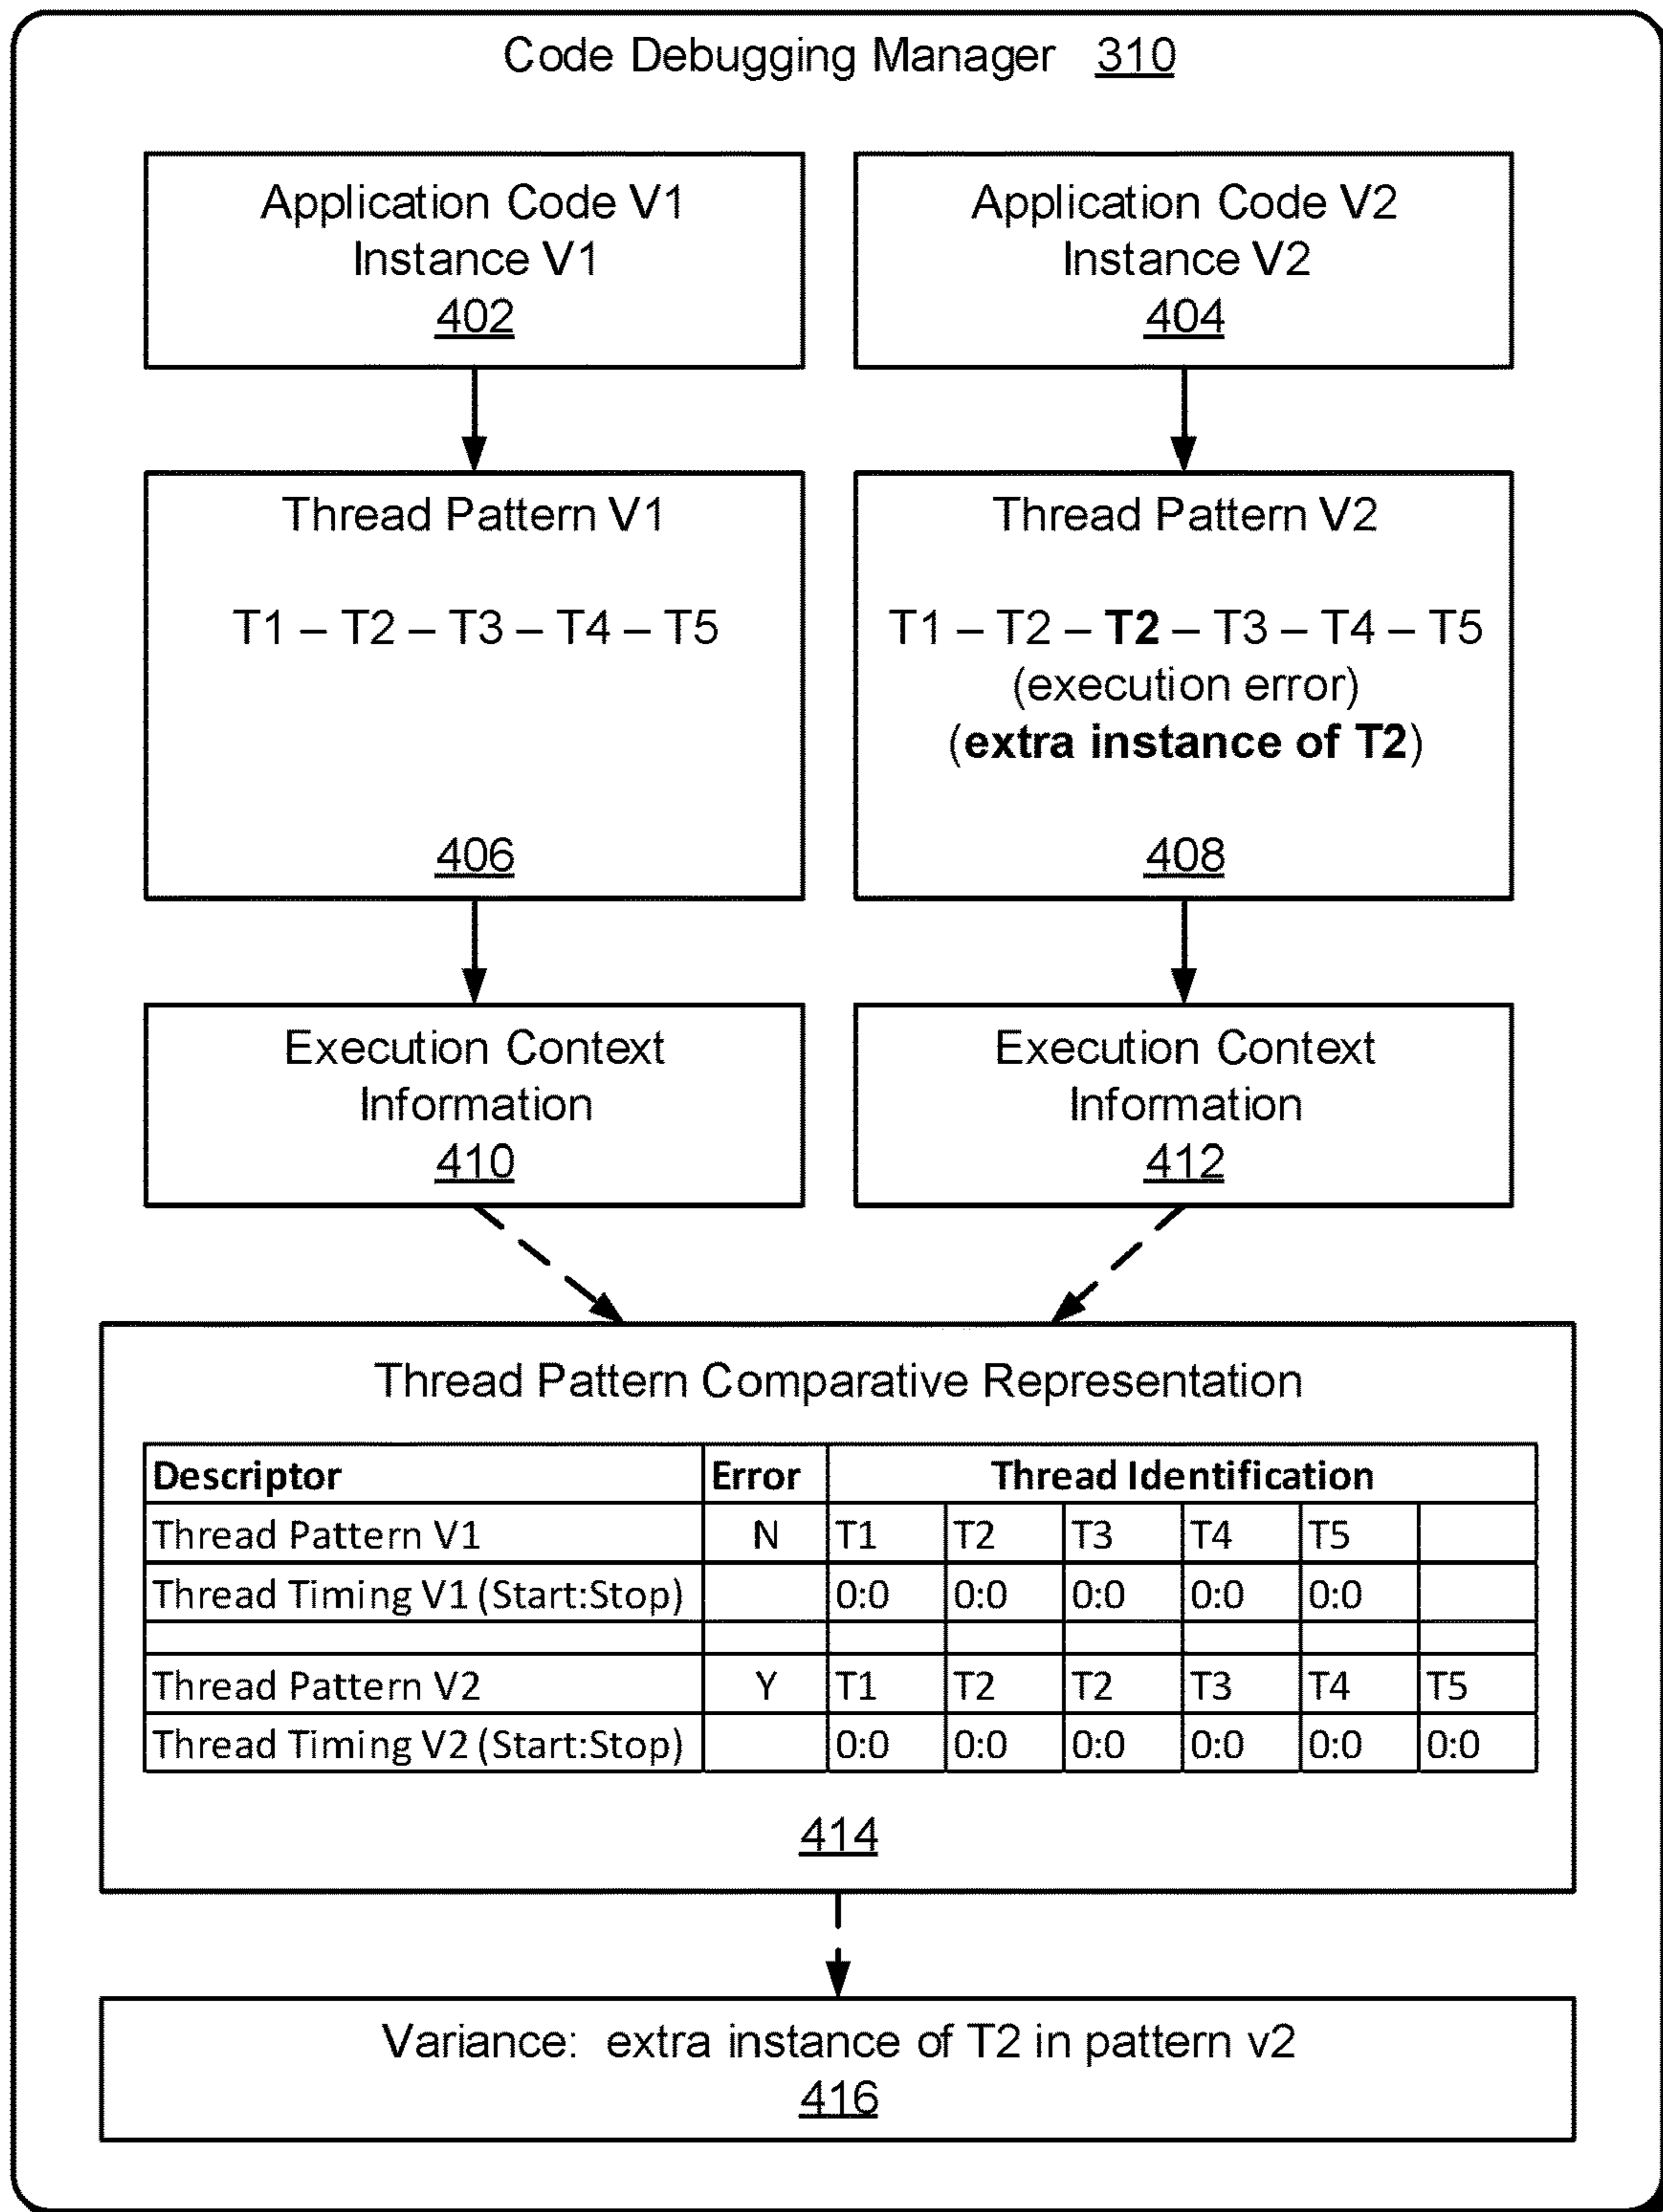 Code Debugging Manager 310
Application Code V1
Instance V1
402
Application Code V2
Instance V2
404
Thread Pattern V1
T1 – T2 – T3 – T4 – T5
406
Thread Pattern V2
T1 – T2 – T2 – T3 – T4 – T5
(execution error)
(extra instance of T2)
408
Execution Context
Information
410
Execution Context
Information
412
Thread Pattern Comparative Representation
Descriptor Error Thread Identification
Thread Pattern V1 N T1 T2 T3 T4 T5
Thread Timing V1 (Start:Stop) 0:0 0:0 0:0 0:0 0:0
Thread Pattern V2 Y T1 T2 T2 T3 T4 T5
Thread Timing V2 (Start:Stop) 0:0 0:0 0:0 0:0 0:0 0:0
414
Variance: extra instance of T2 in pattern v2
416